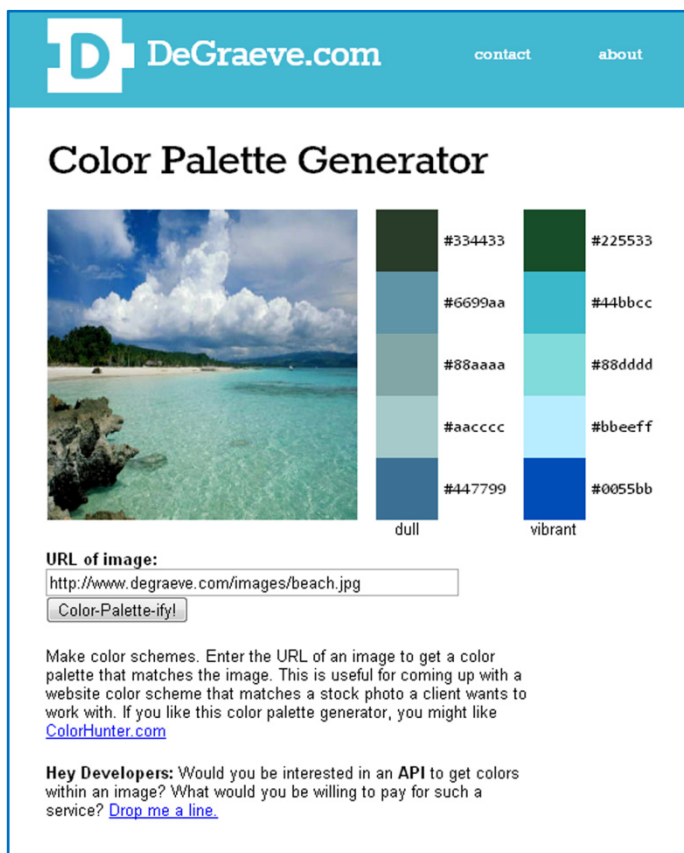 D DeGraeve.com contact about
Color Palette Generator
#334433 #225533
#6699aa #44bbcc
#88aaaa #88dddd
#aacccc #bbeeff
#447799 #0055bb
dull vibrant
URL of image:
http://www.degraeve.com/images/beach.jpg
Color-Palette-ify!
Make color schemes. Enter the URL of an image to get a color
palette that matches the image. This is useful for coming up with a
website color scheme that matches a stock photo a client wants to
work with. If you like this color palette generator, you might like
ColorHunter.com
Hey Developers: Would you be interested in an API to get colors
within an image? What would you be willing to pay for such a
service? Drop me a line.